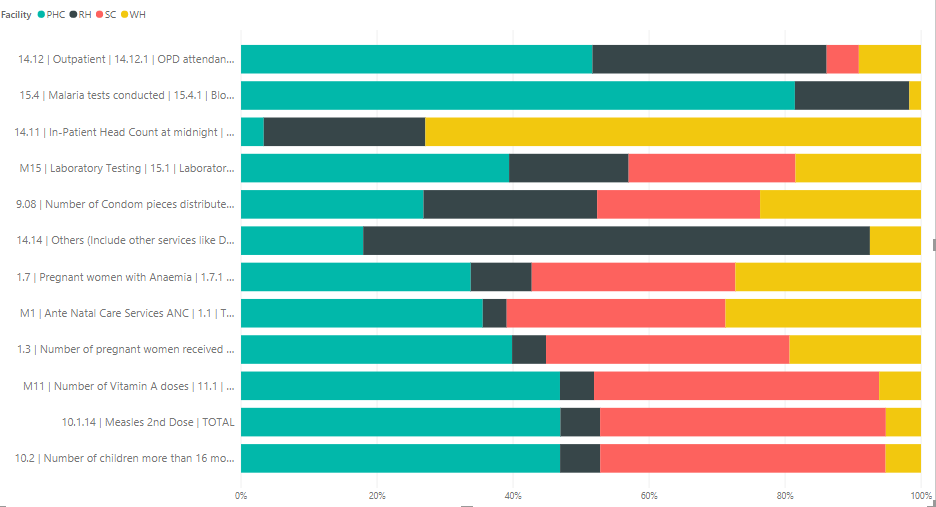 Facility PHC RH SC WH
14.12 | Outpatient | 14.12.1 | OPD attendan...
15.4 | Malaria tests conducted | 15.4.1 | Blo...
14.11 | In-Patient Head Count at midnight | ...
M15 | Laboratory Testing | 15.1 | Laborator...
9.08 | Number of Condom pieces distribute...
14.14 | Others (Include other services like D...
1.7 | Pregnant women with Anaemia | 1.7.1 ...
M1 | Ante Natal Care Services ANC | 1.1 | T...
1.3 | Number of pregnant women received ...
M11 | Number of Vitamin A doses | 11.1 | ...
10.1.14 | Measles 2nd Dose | TOTAL
10.2 | Number of children more than 16 mo...
0% 20% 40% 60% 80% 100%